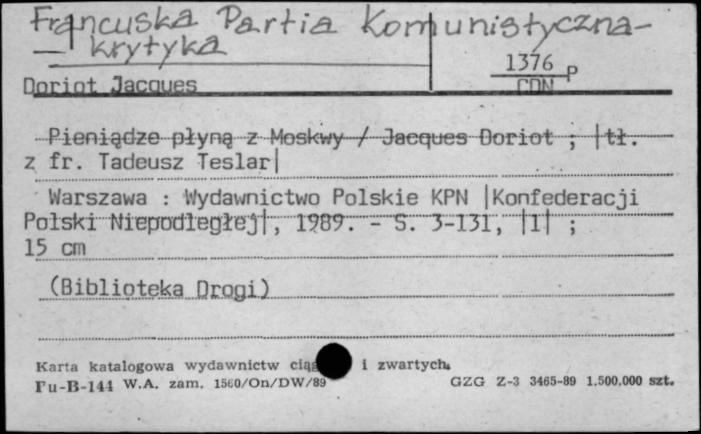 Francuska Partia Komunistyczna-
— krytyka
1376 P
CDN
Doriot Jacques
Pieniądze płyną z Moskwy / Jacques Doriot ; |tł.
z fr. Tadeusz Teslar|
Warszawa : Wydawnictwo Polskie KPN |Konfederacji
Polski Niepodległej|, 1989. - S. 3-131, |1| ;
15 cm
(Biblioteka Drogi)
Karta katalogowa wydawnictw i zwartych.
Pu-B-144 W.A. zam. 1560/On/DW/89 GZG Z-3 3465-89 1.500.000 szt.